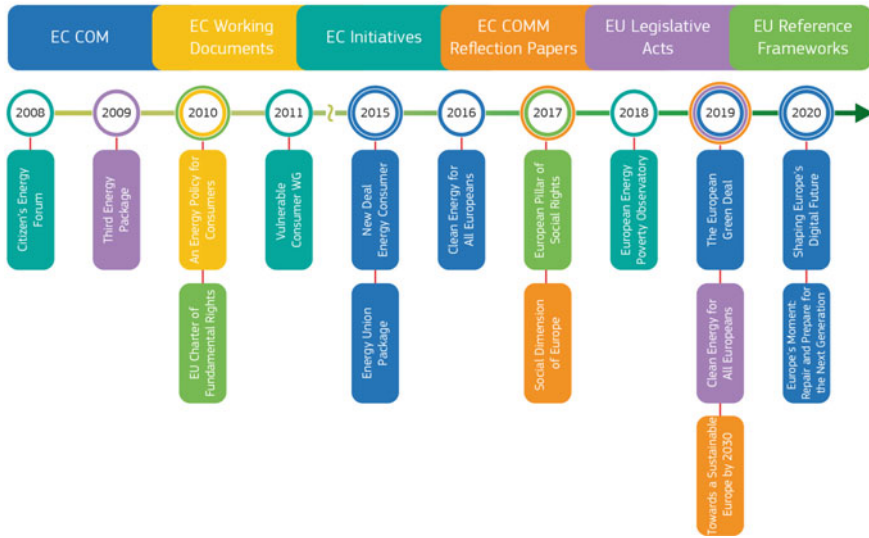 EC COM
EC Working
Documents
EC Initiatives
EC COMM
Reflection Papers
EU Legislative
Acts
EU Reference
Frameworks
2008
2009
2010
2011
2015
2016
2017
2018
2019
2020
Citizen's Energy
Forum
Third Energy
Package
An Energy Policy for
Consumers
Vulnerable
Consumer WG
New Deal
Energy Consumer
Clean Energy for
All Europeans
European Pillar of
Social Rights
European Energy
Poverty Observatory
The European
Green Deal
Shaping Europe's
Digital Future
EU Charter of
Fundamental Rights
Energy Union
Package
Social Dimension
of Europe
Clean Energy for
All Europeans
Europe's Moment:
Repair and Prepare for
the Next Generation
Towards a Sustainable
Europe by 2030